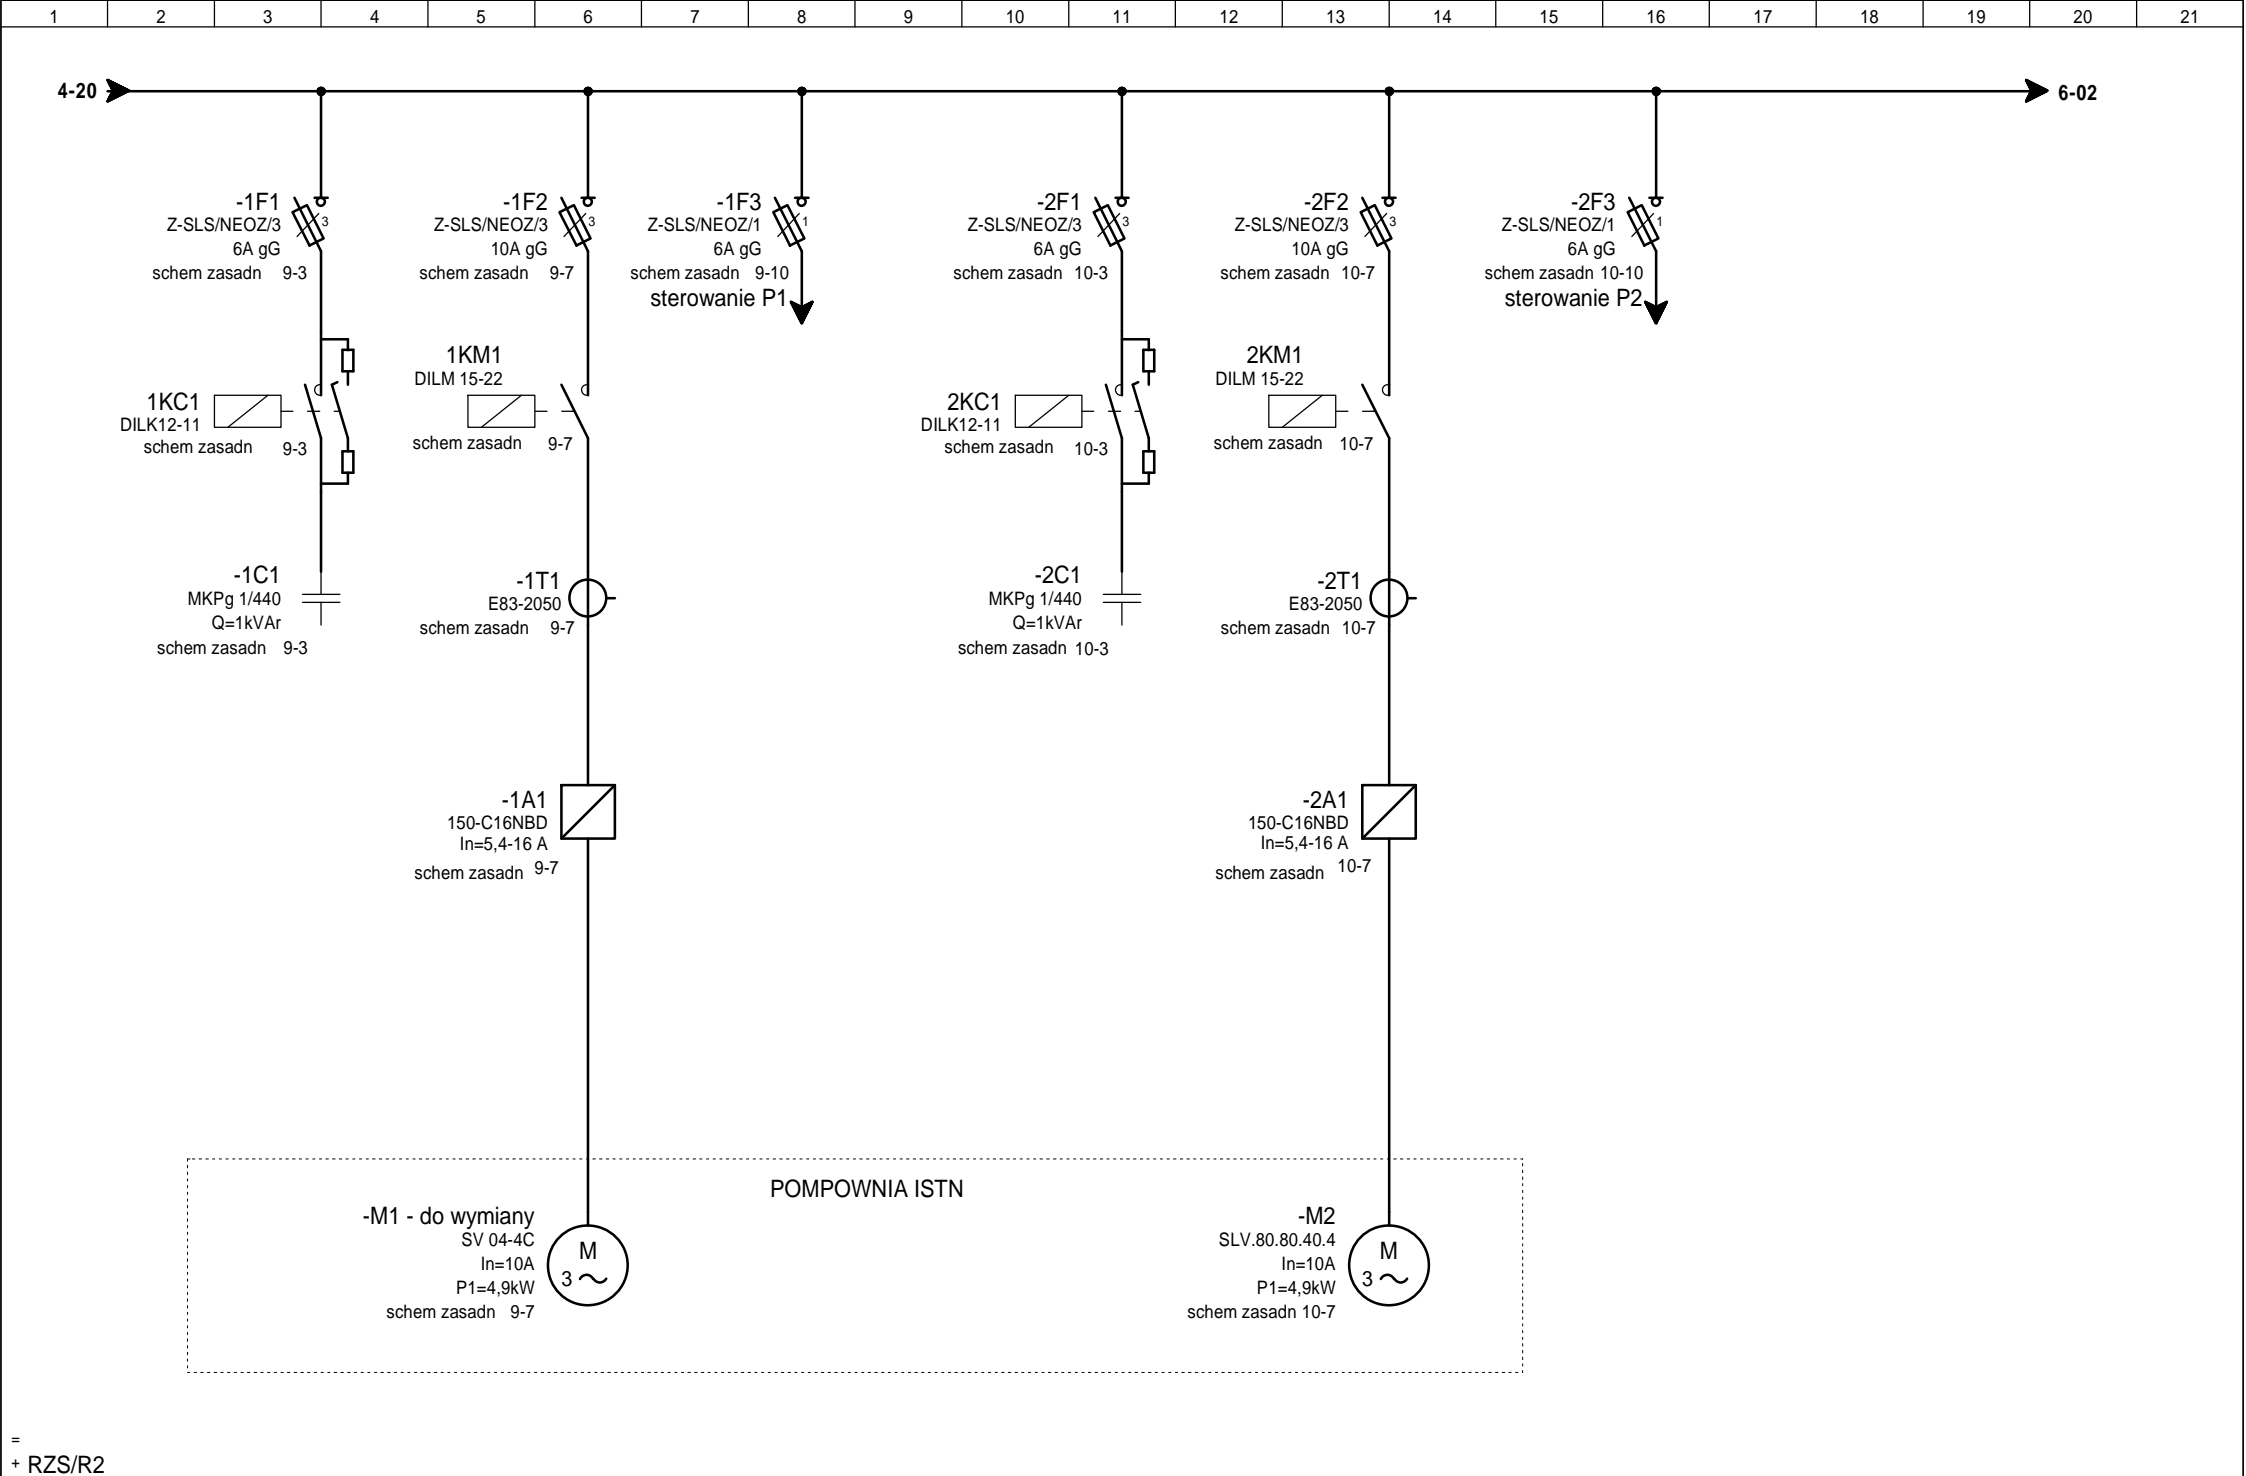 1 2 3 4 5 6 7 8 9 10 11 12 13 14 15 16 17 18 19 20 21
4-20
6-02
-1F1
Z-SLS/NEOZ/3
3
6A gG
schem zasadn 9-3
-1F2
Z-SLS/NEOZ/3
3
10A gG
schem zasadn 9-7
-1F3
Z-SLS/NEOZ/1
1
6A gG
schem zasadn 9-10
sterowanie P1
-2F1
Z-SLS/NEOZ/3
3
6A gG
schem zasadn 10-3
-2F2
Z-SLS/NEOZ/3
3
10A gG
schem zasadn 10-7
-2F3
Z-SLS/NEOZ/1
1
6A gG
schem zasadn 10-10
sterowanie P2
1KC1
DILK12-11
schem zasadn 9-3
1KM1
DILM 15-22
schem zasadn 9-7
2KC1
DILK12-11
schem zasadn 10-3
2KM1
DILM 15-22
schem zasadn 10-7
-1C1
MKPg 1/440
Q=1kVAr
schem zasadn 9-3
-1T1
E83-2050
schem zasadn 9-7
-2C1
MKPg 1/440
Q=1kVAr
schem zasadn 10-3
-2T1
E83-2050
schem zasadn 10-7
-1A1
150-C16NBD
In=5,4-16 A
schem zasadn 9-7
-2A1
150-C16NBD
In=5,4-16 A
schem zasadn 10-7
POMPOWNIA ISTN
-M1 - do wymiany
SV 04-4C
In=10A
P1=4,9kW
schem zasadn 9-7
M
3
-M2
SLV.80.80.40.4
In=10A
P1=4,9kW
schem zasadn 10-7
M
3
=
+ RZS/R2